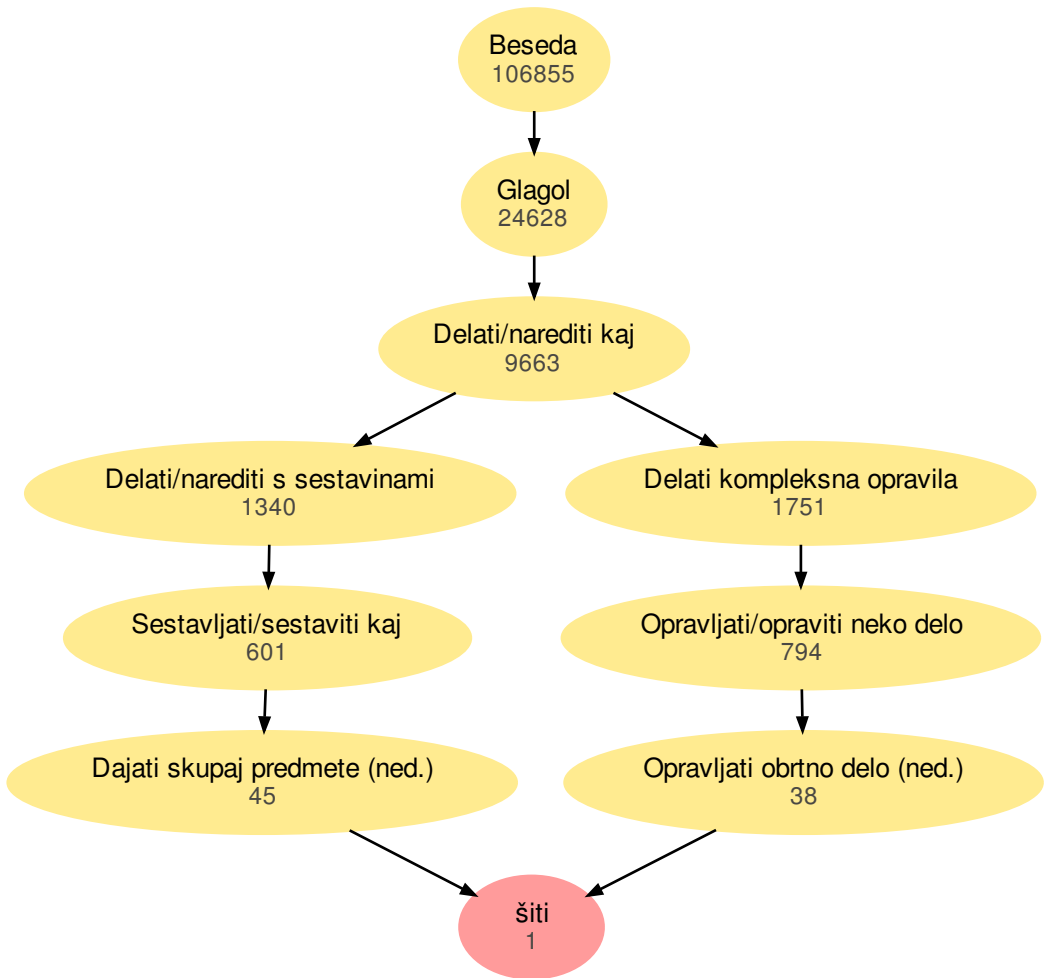 Beseda
106855
Glagol
24628
Delati/narediti kaj
9663
Delati/narediti s sestavinami
1340
Delati kompleksna opravila
1751
Sestavljati/sestaviti kaj
601
Opravljati/opraviti neko delo
794
Dajati skupaj predmete (ned.)
45
Opravljati obrtno delo (ned.)
38
šiti
1